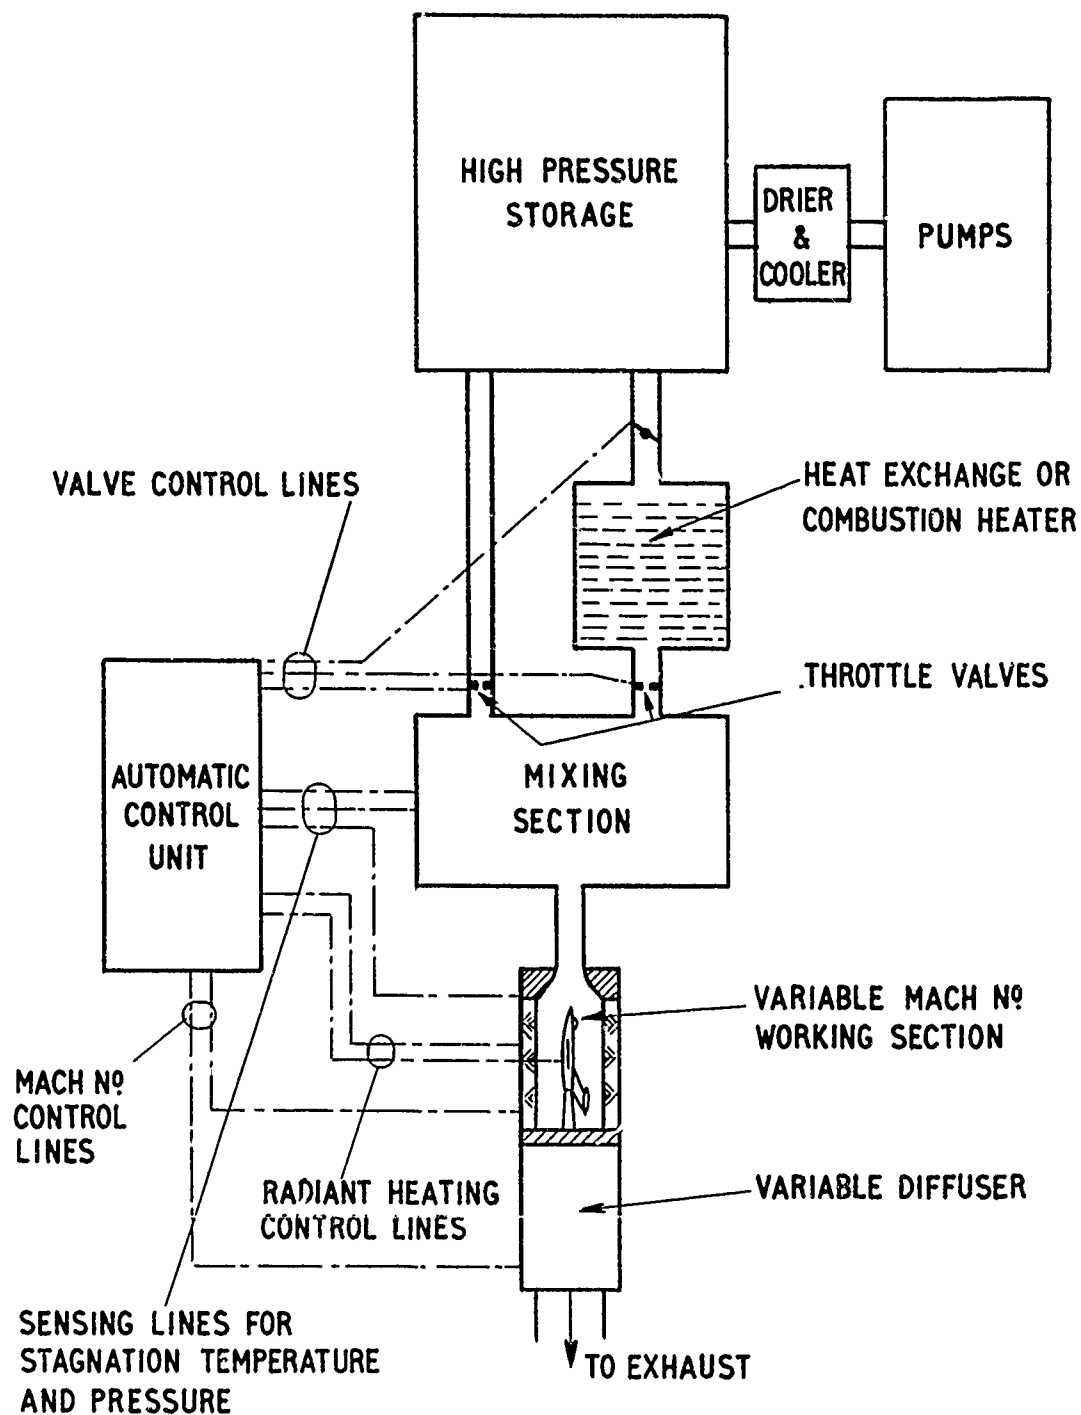 HIGH PRESSURE
STORAGE
DRIER
&
COOLER
PUMPS
VALVE CONTROL LINES
HEAT EXCHANGE OR
COMBUSTION HEATER
THROTTLE VALVES
AUTOMATIC
CONTROL
UNIT
MIXING
SECTION
VARIABLE MACH Nº
WORKING SECTION
MACH Nº
CONTROL
LINES
RADIANT HEATING
CONTROL LINES
VARIABLE DIFFUSER
SENSING LINES FOR
STAGNATION TEMPERATURE
AND PRESSURE
TO EXHAUST